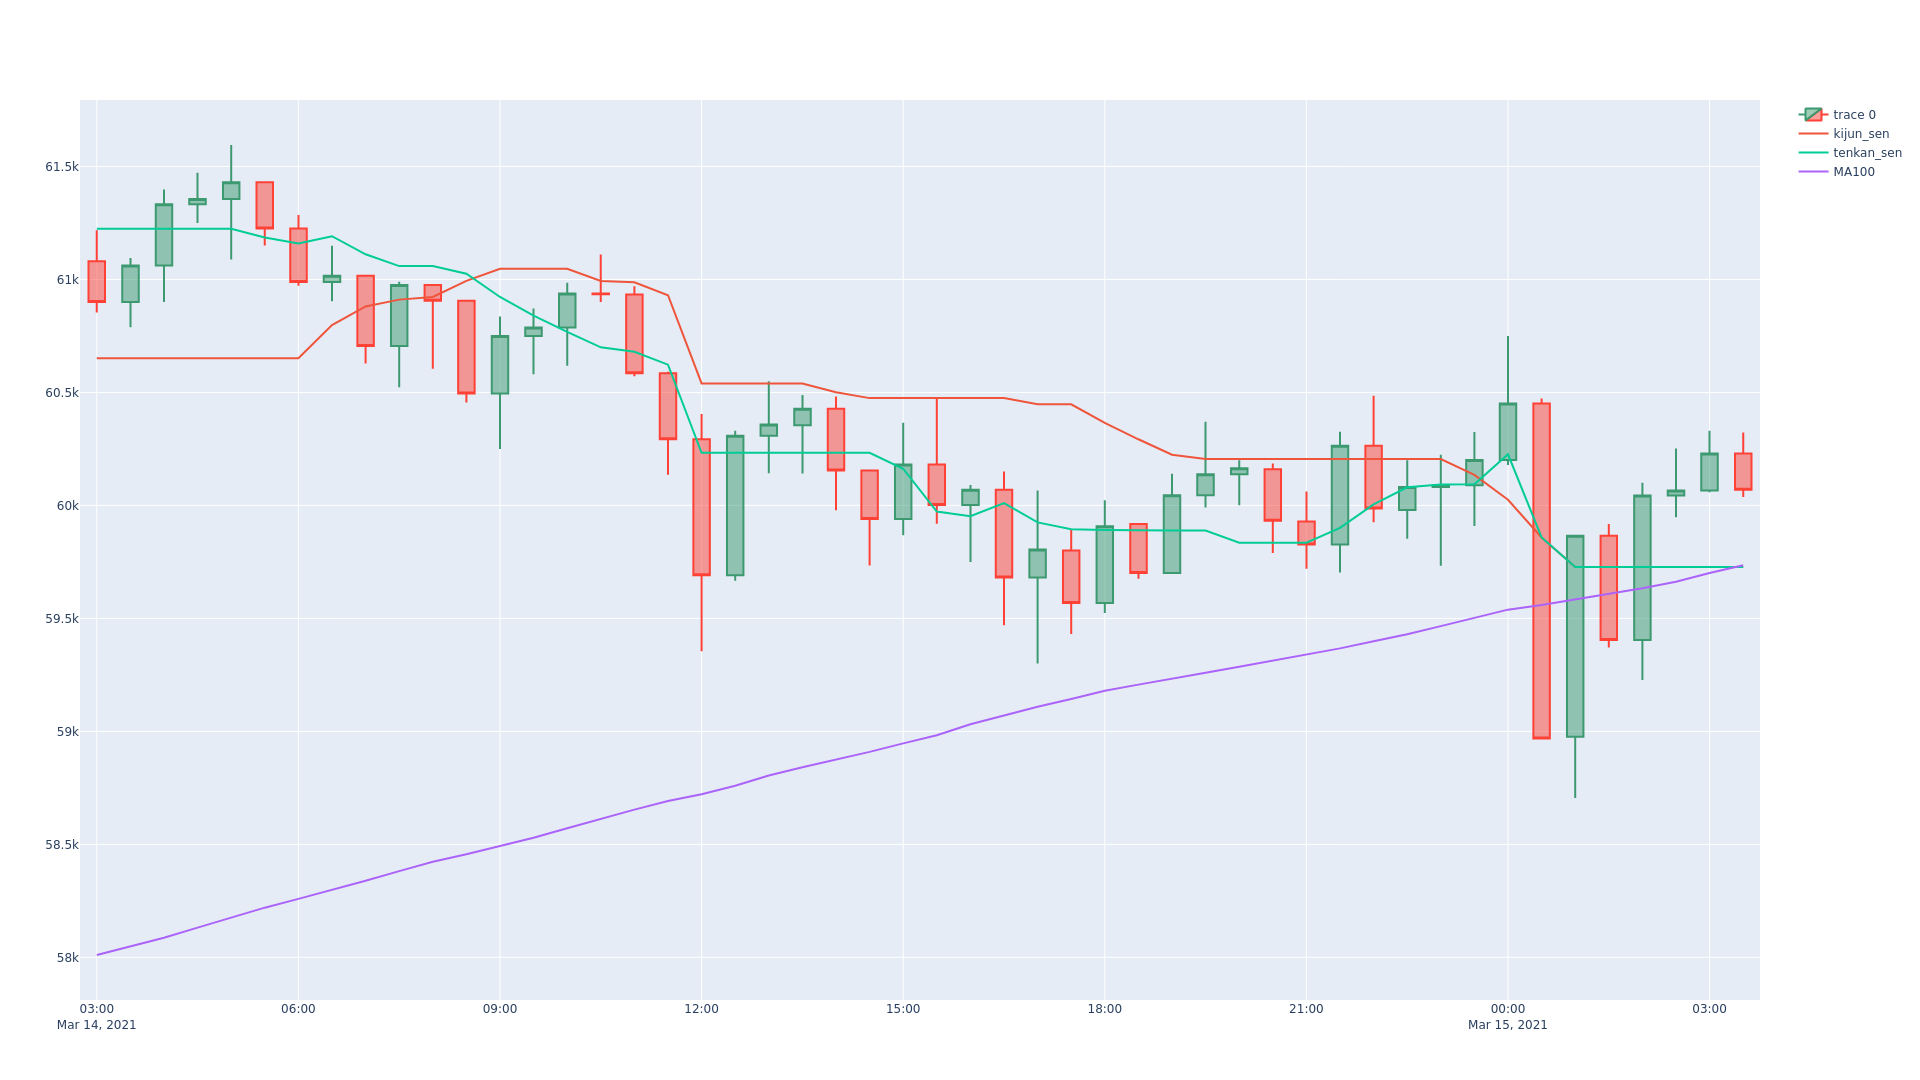 trace 0
kijun_sen
tenkan_sen
MA100
61.5k
61k
60.5k
60k
59.5k
59k
58.5k
58k
03:00 06:00 09:00 12:00 15:00 18:00 21:00 00:00 03:00
Mar 14, 2021 Mar 15, 2021